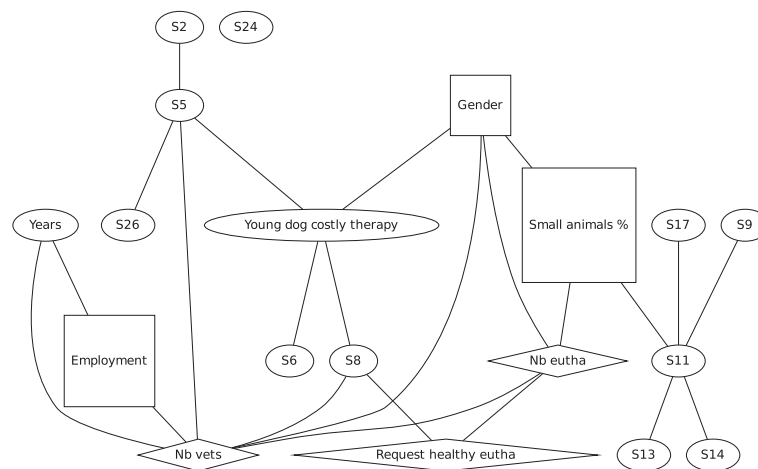 S2
S24
S5
Gender
Years
S26
Young dog costly therapy
Small animals %
S17
S9
Employment
S6
S8
Nb eutha
S11
Nb vets
Request healthy eutha
S13
S14